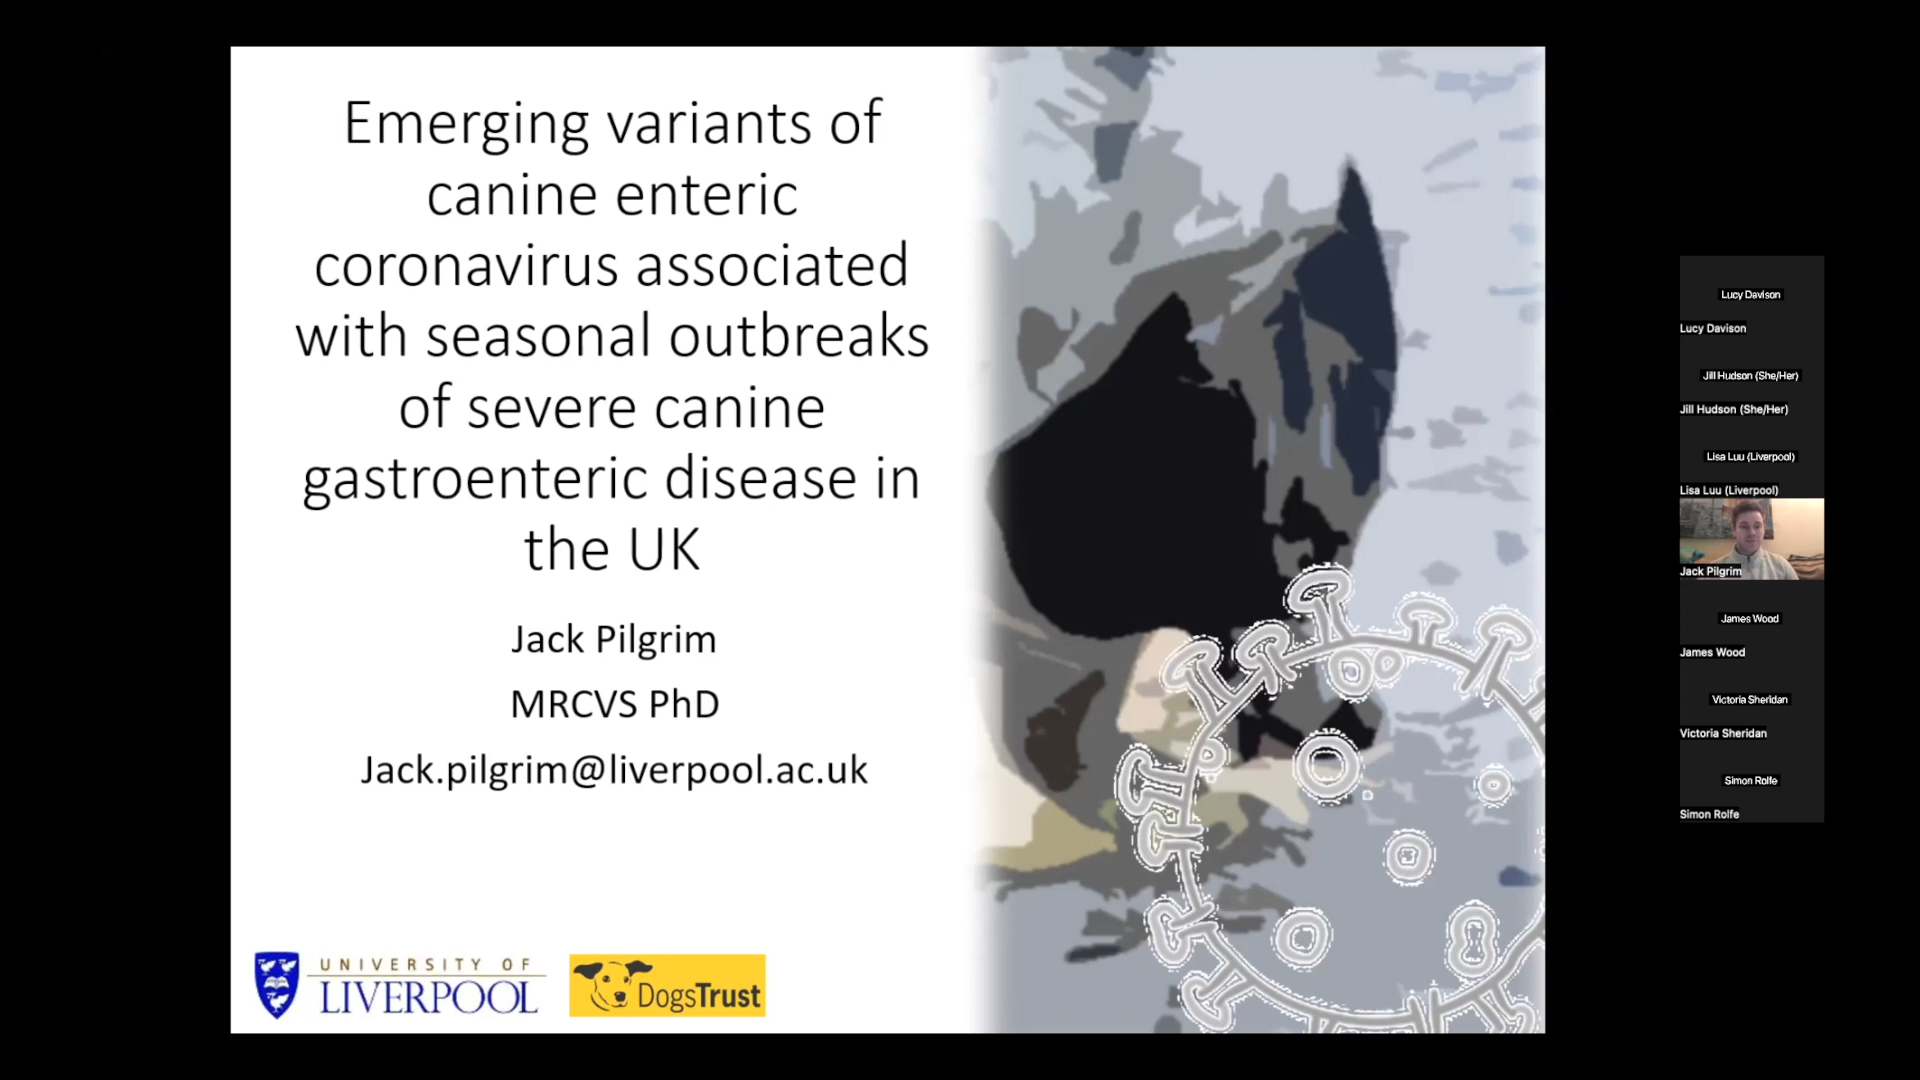 Emerging variants of
canine enteric
coronavirus associated
with seasonal outbreaks
of severe canine
gastroenteric disease in
the UK
Jack Pilgrim
MRCVS PhD
Jack.pilgrim@liverpool.ac.uk
UNIVERSITY OF
LIVERPOOL
DogsTrust
Lucy Davison
Lucy Davison
Jill Hudson (She/Her)
Jill Hudson (She/Her)
Lisa Luu (Liverpool)
Lisa Luu (Liverpool)
Jack Pilgrim
James Wood
James Wood
Victoria Sheridan
Victoria Sheridan
Simon Rolfe
Simon Rolfe